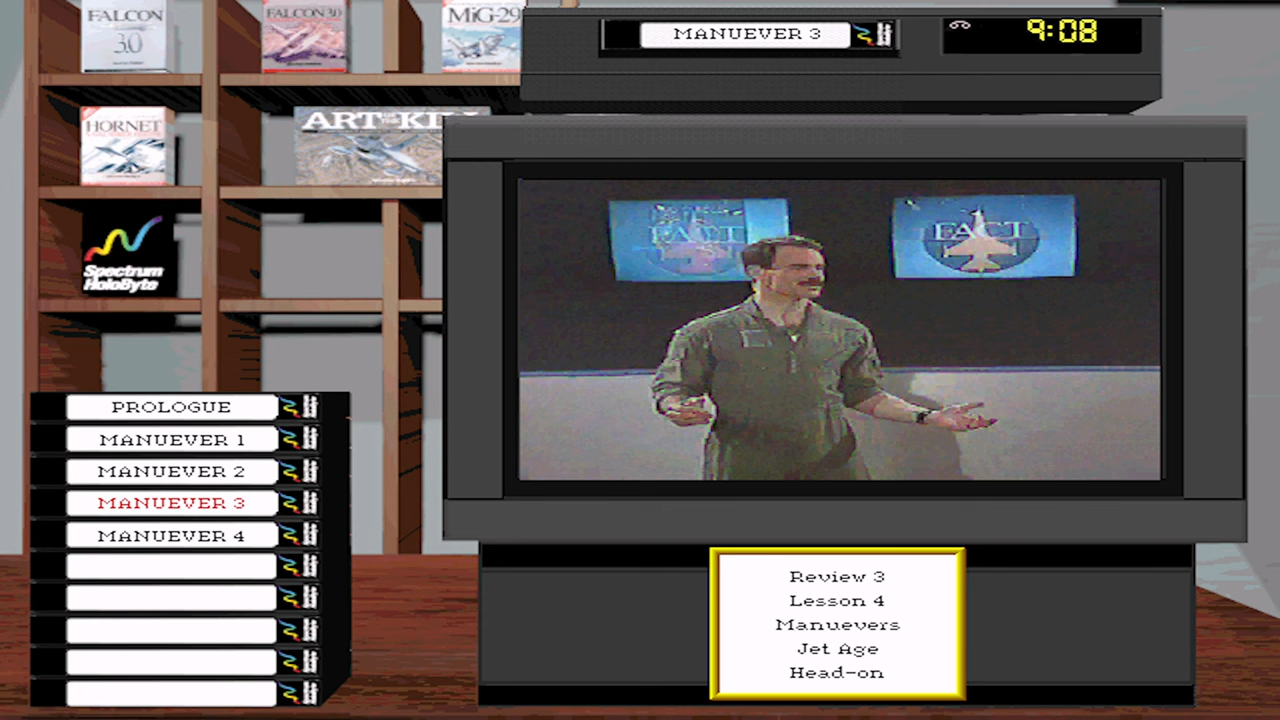 FALCON
3.0
FALCON 3.0
MiG-29
MANUEVER 3
9:08
HORNET
ART OF THE KILL
Spectrum
HoloByte
FACT
FACT
PROLOGUE
MANUEVER 1
MANUEVER 2
MANUEVER 3
MANUEVER 4
Review 3
Lesson 4
Manuevers
Jet Age
Head-on